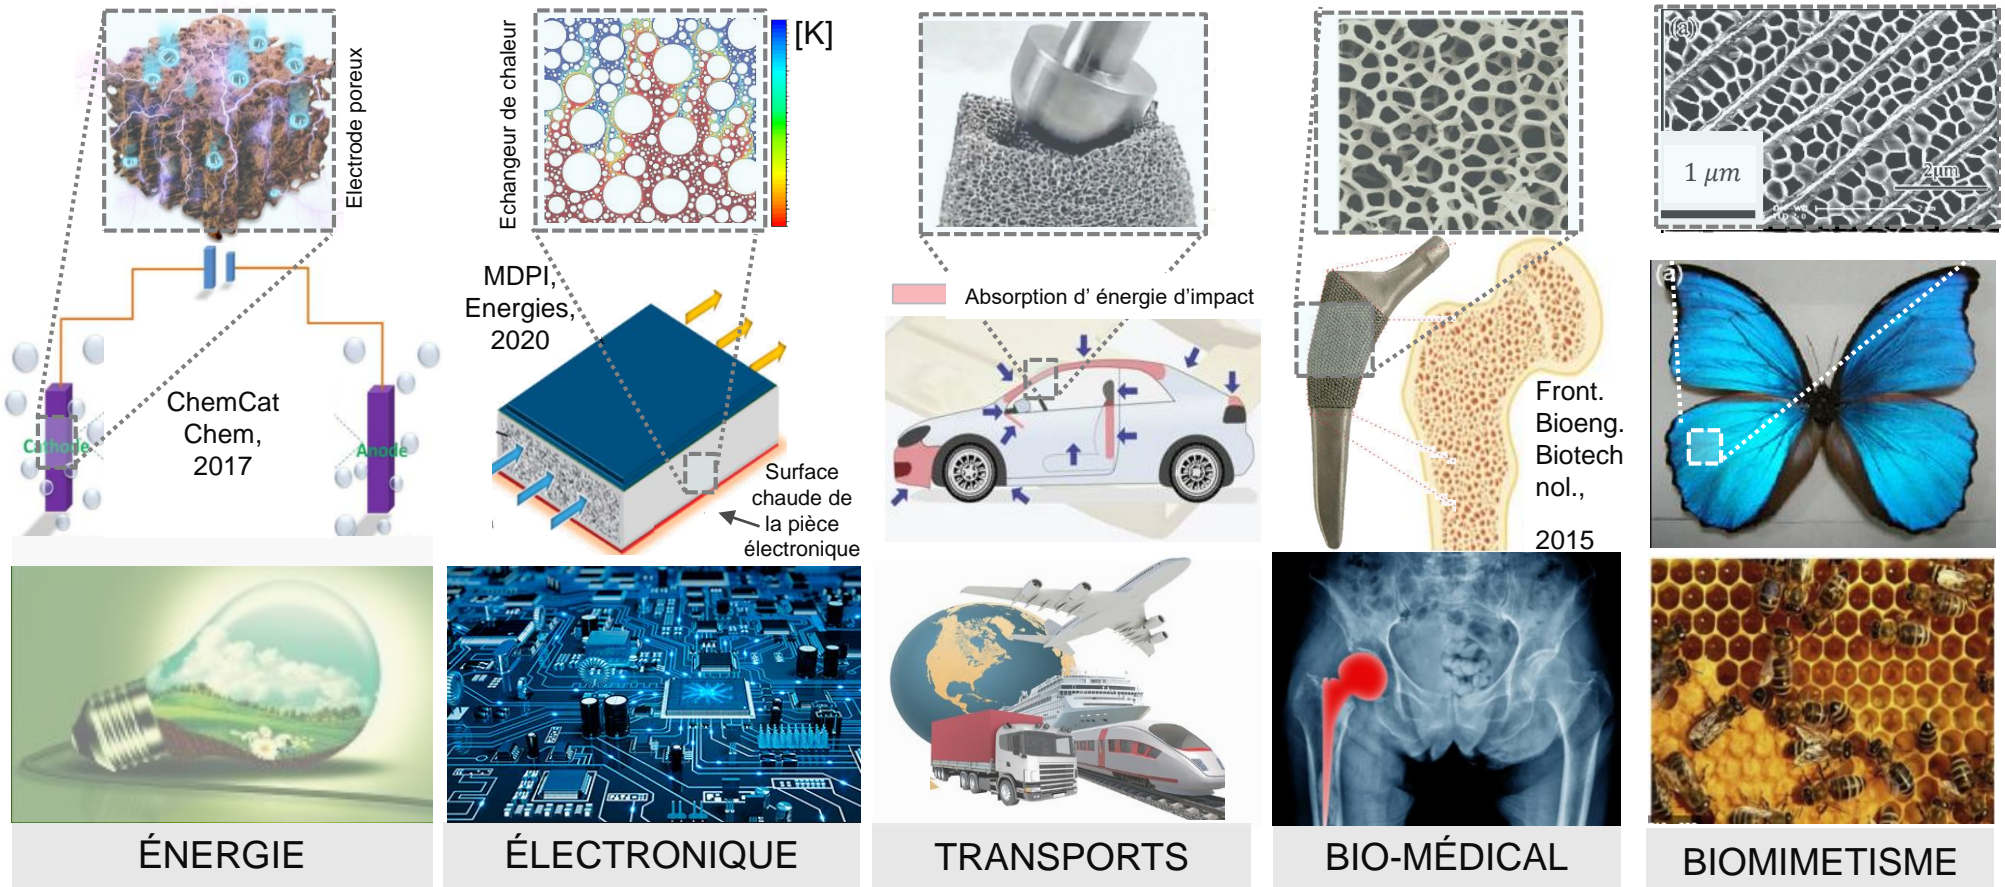 Electrode poreux
ChemCat
Chem,
2017
Cathode
Anode
ÉNERGIE
Echangeur de chaleur
[K]
MDPI,
Energies,
2020
Surface
chaude de
la pièce
électronique
ÉLECTRONIQUE
Absorption d’ énergie d’impact
TRANSPORTS
Front.
Bioeng.
Biotech
nol.,
2015
BIO-MÉDICAL
(a)
1 μm
2μm
(a)
BIOMIMETISME